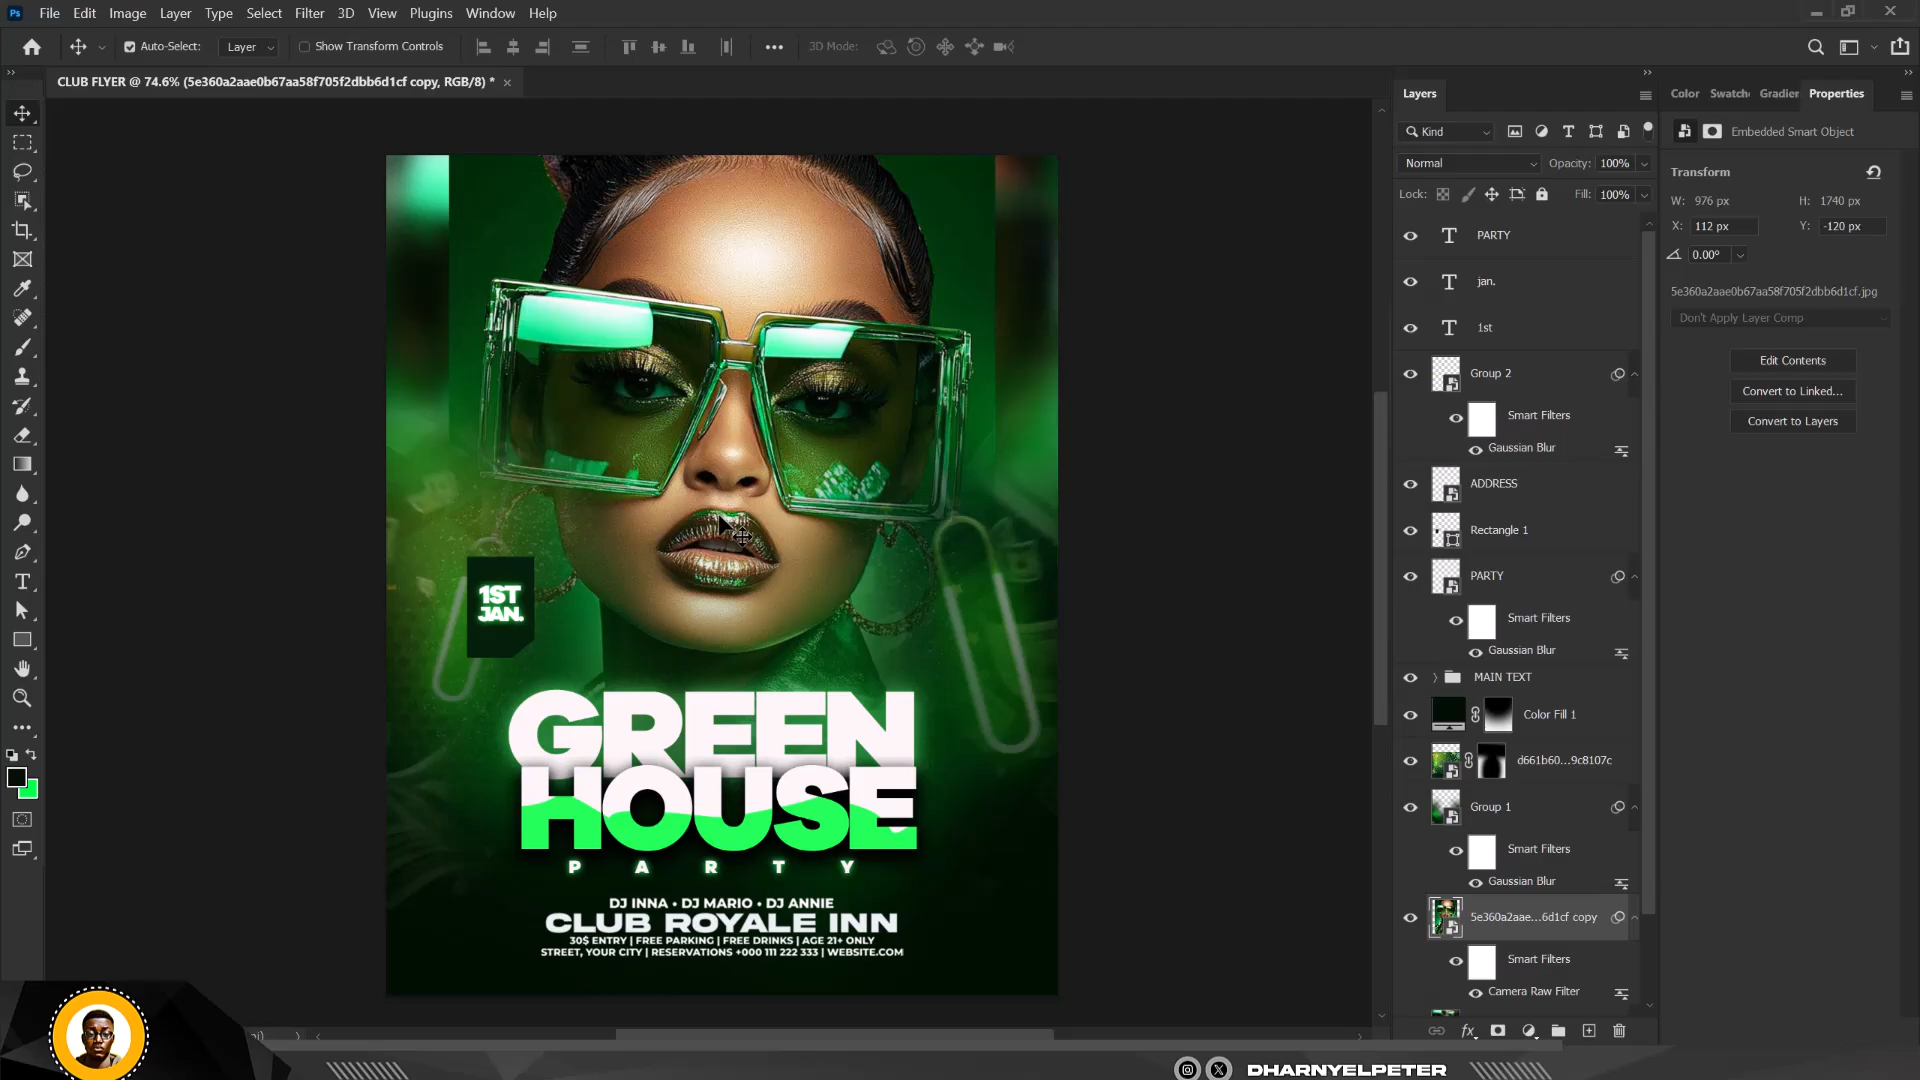 Ps File Edit Image Layer Type Select Filter 3D View Plugins Window Help
Auto-Select: Layer Show Transform Controls 3D Mode:
CLUB FLYER @ 74.6% (5e360a2aae0b67aa58f705f2dbb6d1cf copy, RGB/8) *
1ST
JAN.
GREEN
HOUSE
PARTY
DJ INNA • DJ MARIO • DJ ANNIE
CLUB ROYALE INN
30$ ENTRY | FREE PARKING | FREE DRINKS | AGE 21+ ONLY
STREET, YOUR CITY | RESERVATIONS +000 111 222 333 | WEBSITE.COM
Layers
Kind
Normal Opacity: 100%
Lock: Fill: 100%
PARTY
jan.
1st
Group 2
Smart Filters
Gaussian Blur
ADDRESS
Rectangle 1
PARTY
Smart Filters
Gaussian Blur
MAIN TEXT
Color Fill 1
d661b60...9c8107c
Group 1
Smart Filters
Gaussian Blur
5e360a2aae...6d1cf copy
Smart Filters
Camera Raw Filter
fx
Color Swatch Gradien Properties
Embedded Smart Object
Transform
W: 976 px H: 1740 px
X: 112 px Y: -120 px
0.00°
5e360a2aae0b67aa58f705f2dbb6d1cf.jpg
Don't Apply Layer Comp
Edit Contents
Convert to Linked...
Convert to Layers
DHARNYELPETER